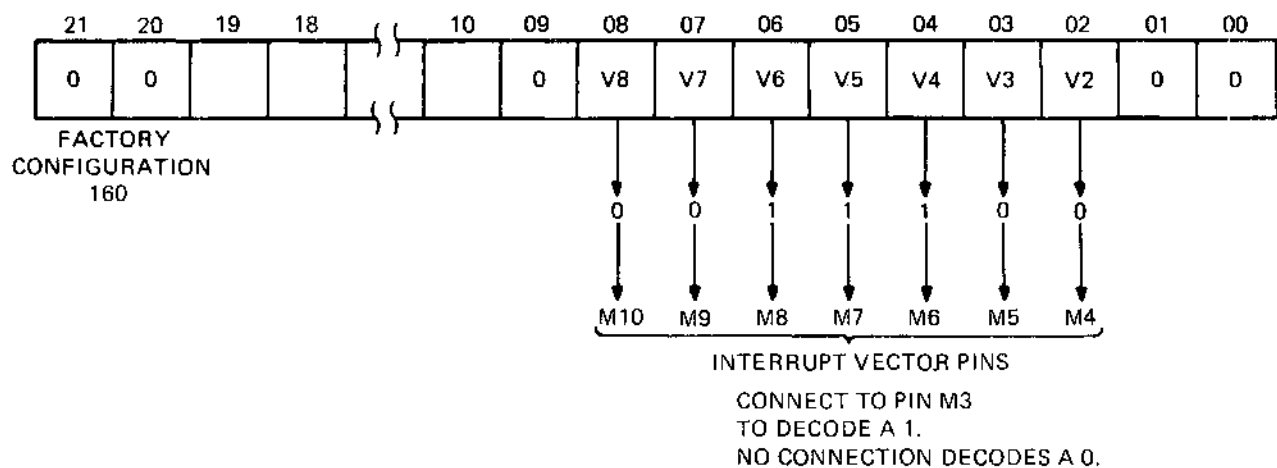 21 20 19 18 10 09 08 07 06 05 04 03 02 01 00
0 0 0 V8 V7 V6 V5 V4 V3 V2 0 0
FACTORY
CONFIGURATION
160
0 0 1 1 1 0 0
M10 M9 M8 M7 M6 M5 M4
INTERRUPT VECTOR PINS
CONNECT TO PIN M3
TO DECODE A 1.
NO CONNECTION DECODES A 0.